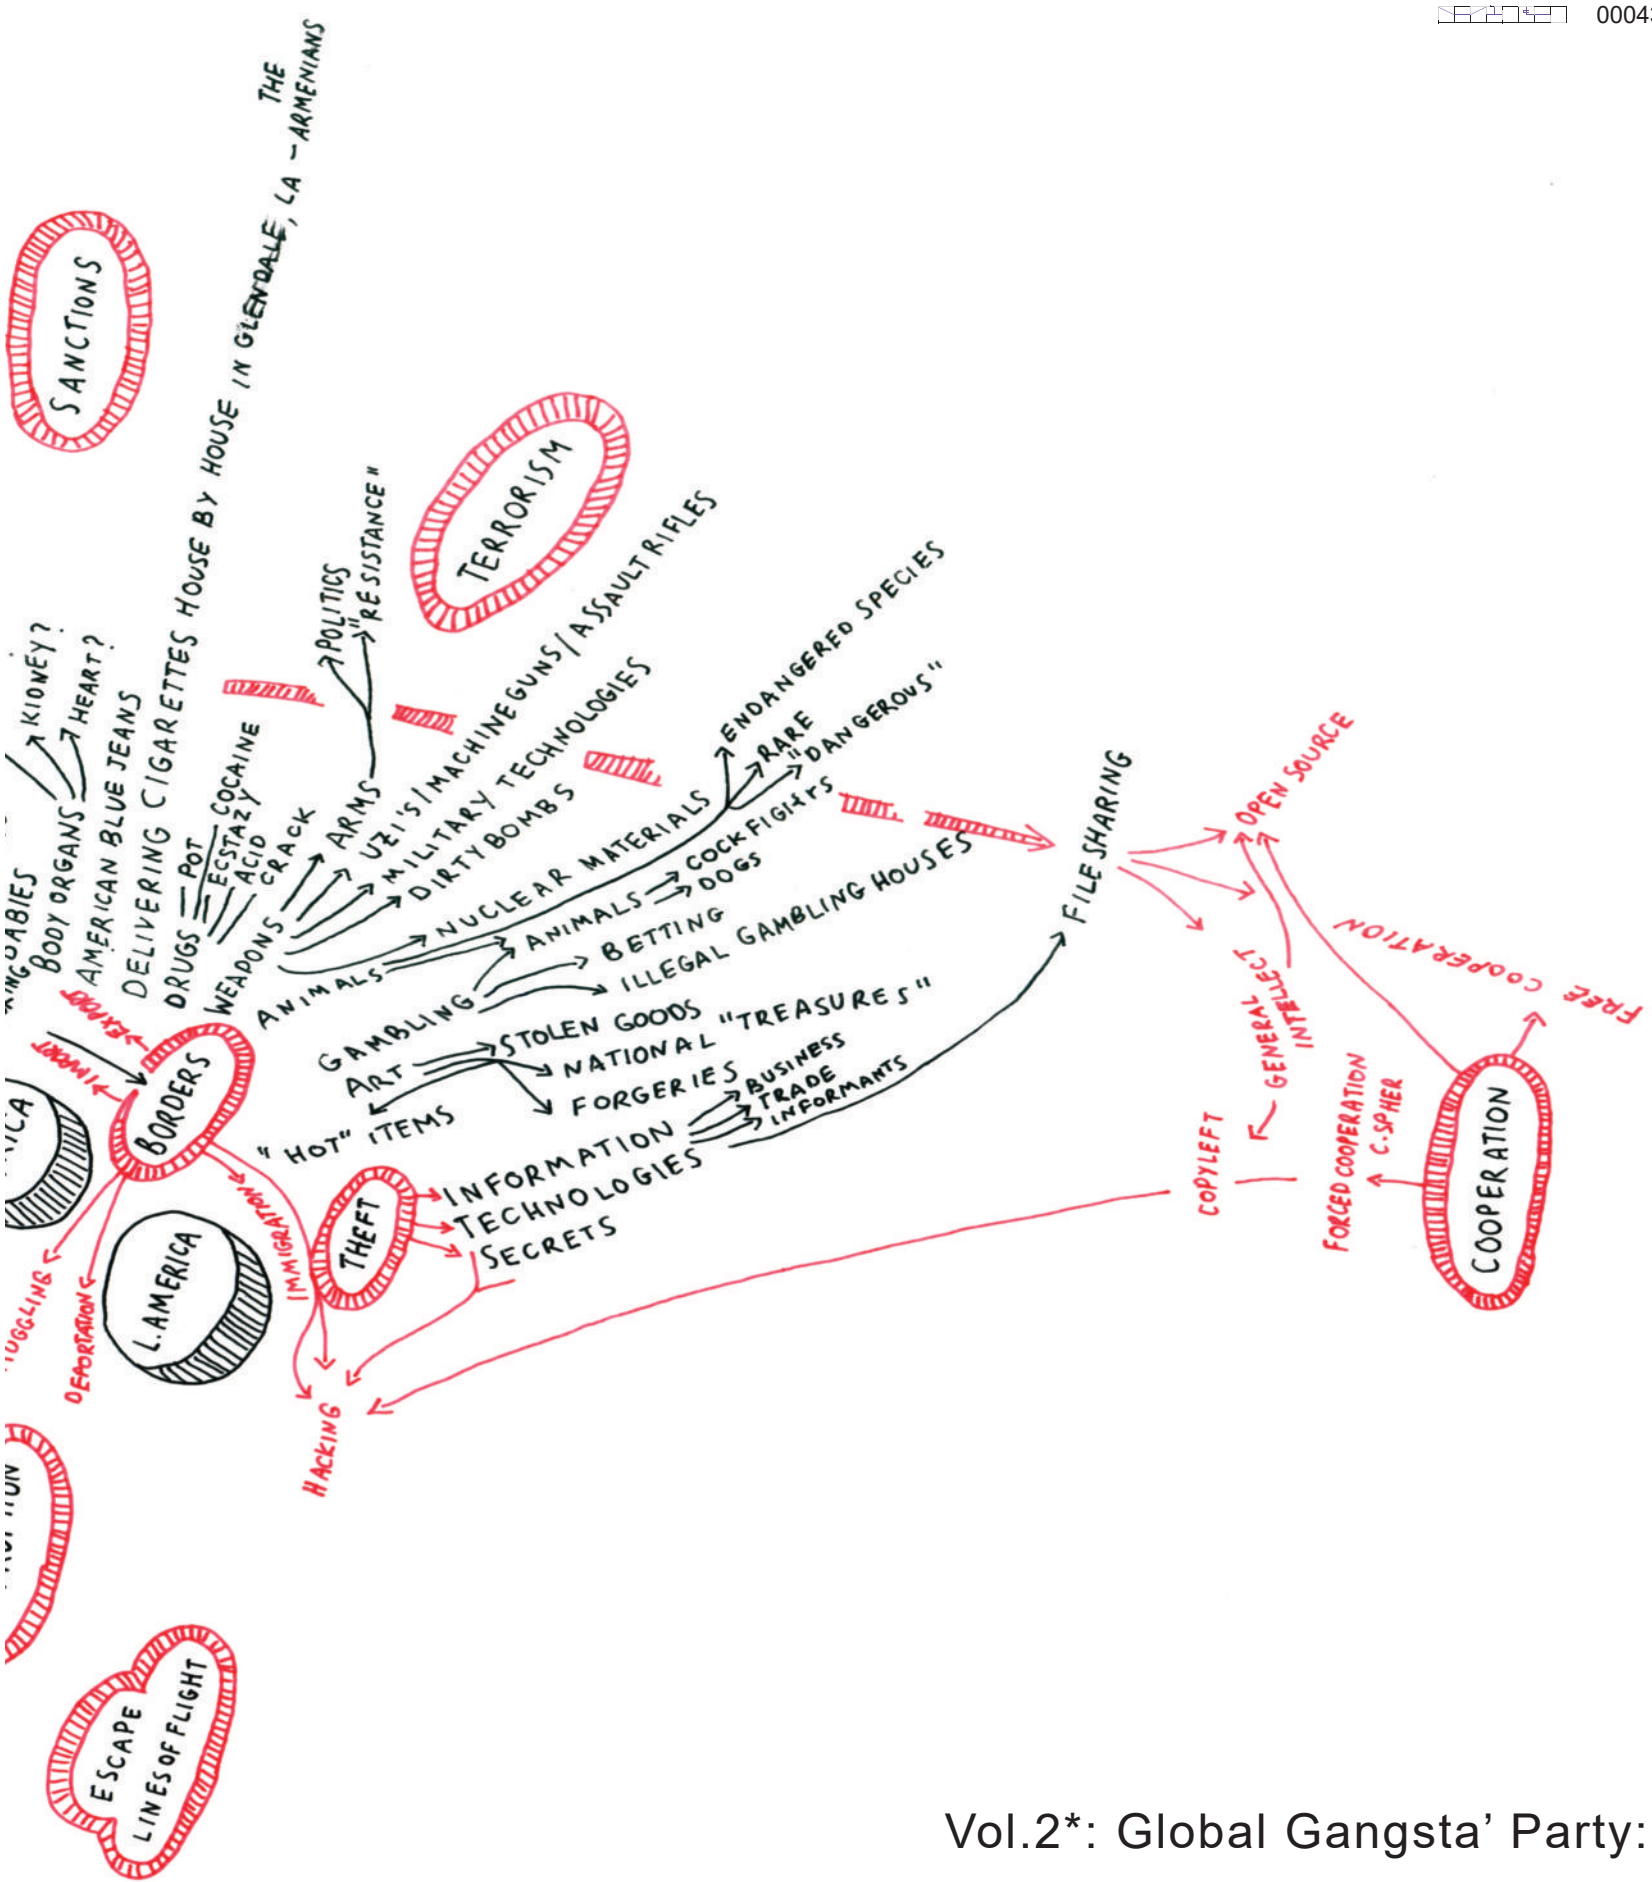 0004
THE
ARMENIANS
SANCTIONS
DELIVERING CIGARETTES HOUSE BY HOUSE IN GLENDALE, LA –
TERRORISM
POLITICS
"RESISTANCE"
KIDNEY?
HEART?
BODY ORGANS
AMERICAN BLUE JEANS
DRUGS
POT
COCAINE
ECSTAZY
ACID
CRACK
WEAPONS
ARMS
UZI'S/MACHINEGUNS/ASSAULT RIFLES
MILITARY TECHNOLOGIES
DIRTY BOMBS
NUCLEAR MATERIALS
ANIMALS
ENDANGERED SPECIES
RARE
"DANGEROUS"
ANIMALS
COCKFIGHTS
DOGS
GAMBLING
BETTING
ILLEGAL GAMBLING HOUSES
ART
STOLEN GOODS
NATIONAL "TREASURES"
FORGERIES
"HOT" ITEMS
INFORMATION
BUSINESS
TRADE
INFORMANTS
TECHNOLOGIES
SECRETS
THEFT
FILE SHARING
OPEN SOURCE
GENERAL
INTELLECT
FREE COOPERATION
COPYLEFT
FORCED COOPERATION
C.SPHER
COOPERATION
EXPORT
IMPORT
BORDERS
IMMIGRATION
DEPORTATION
L.AMERICA
HACKING
ESCAPE
LINES OF FLIGHT
Vol.2*: Global Gangsta’ Party: